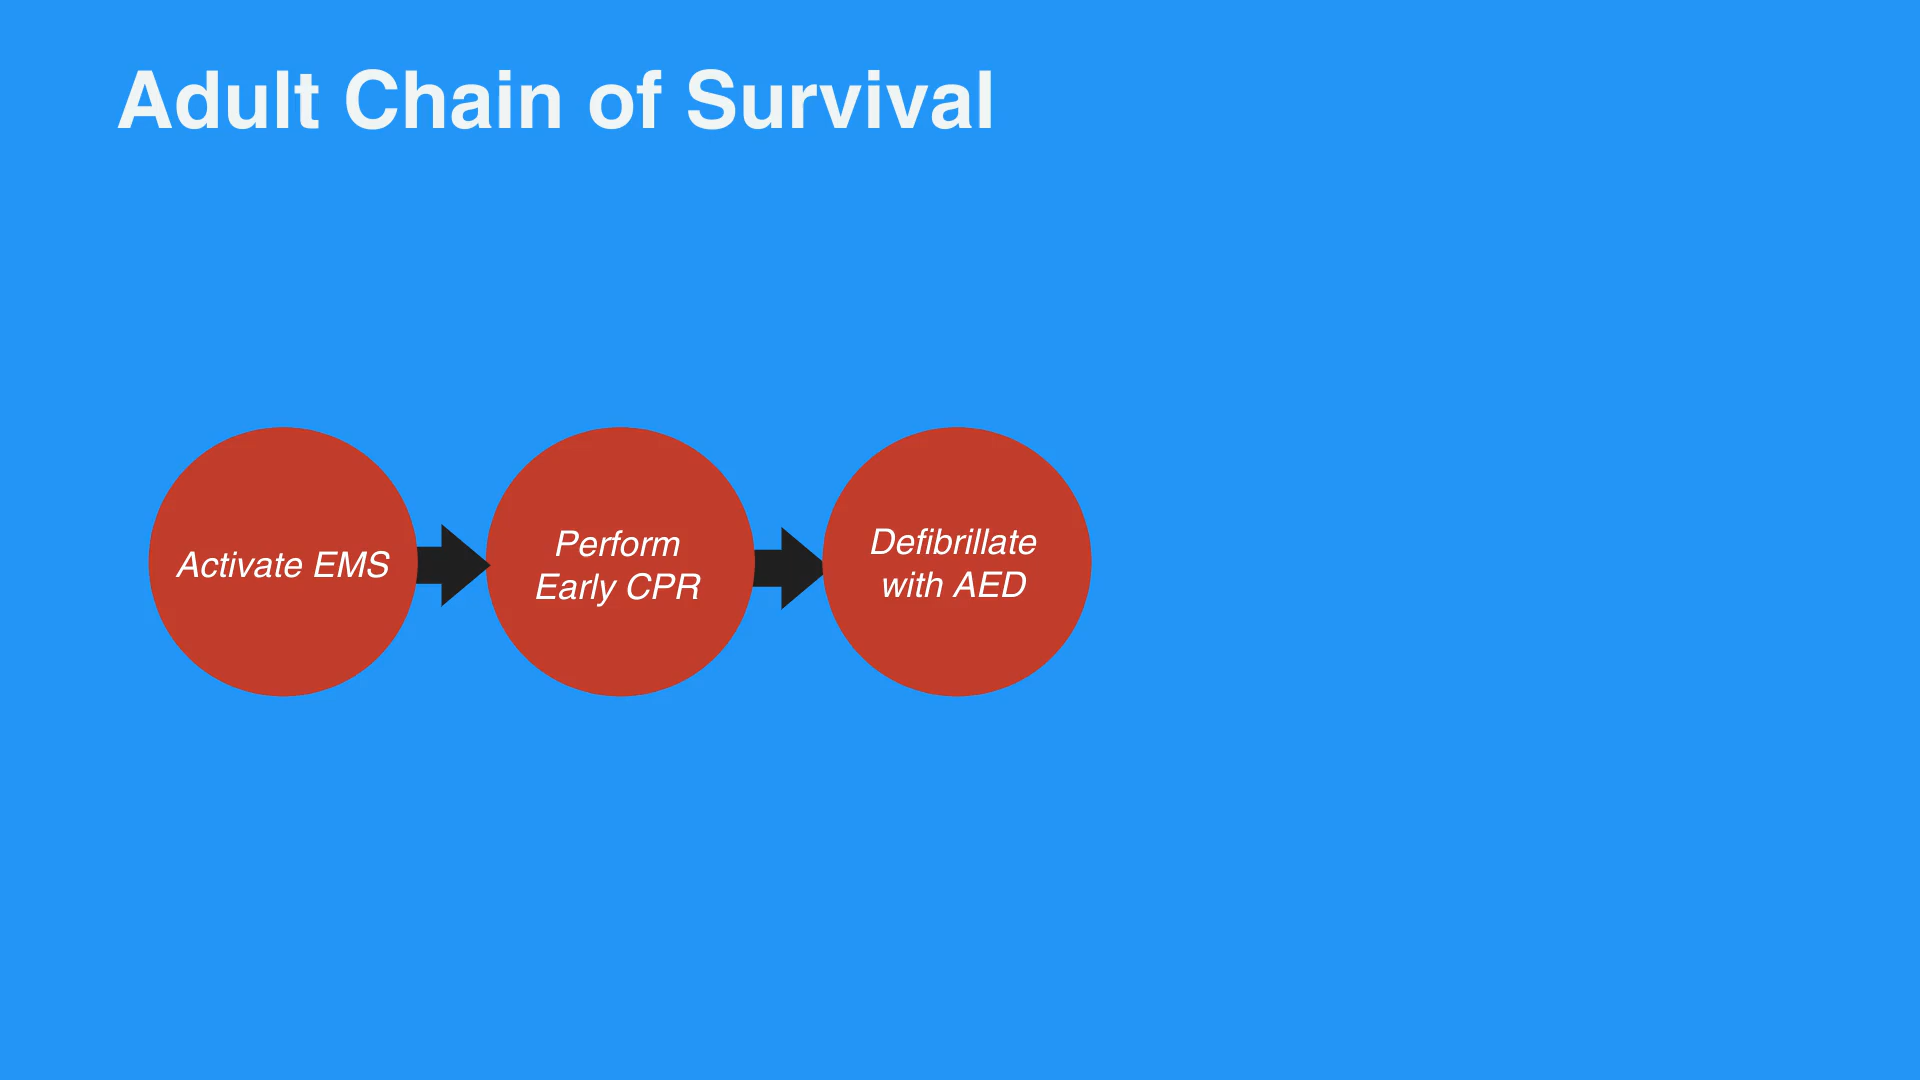 Adult Chain of Survival
Activate EMS
Perform
Early CPR
Defibrillate
with AED